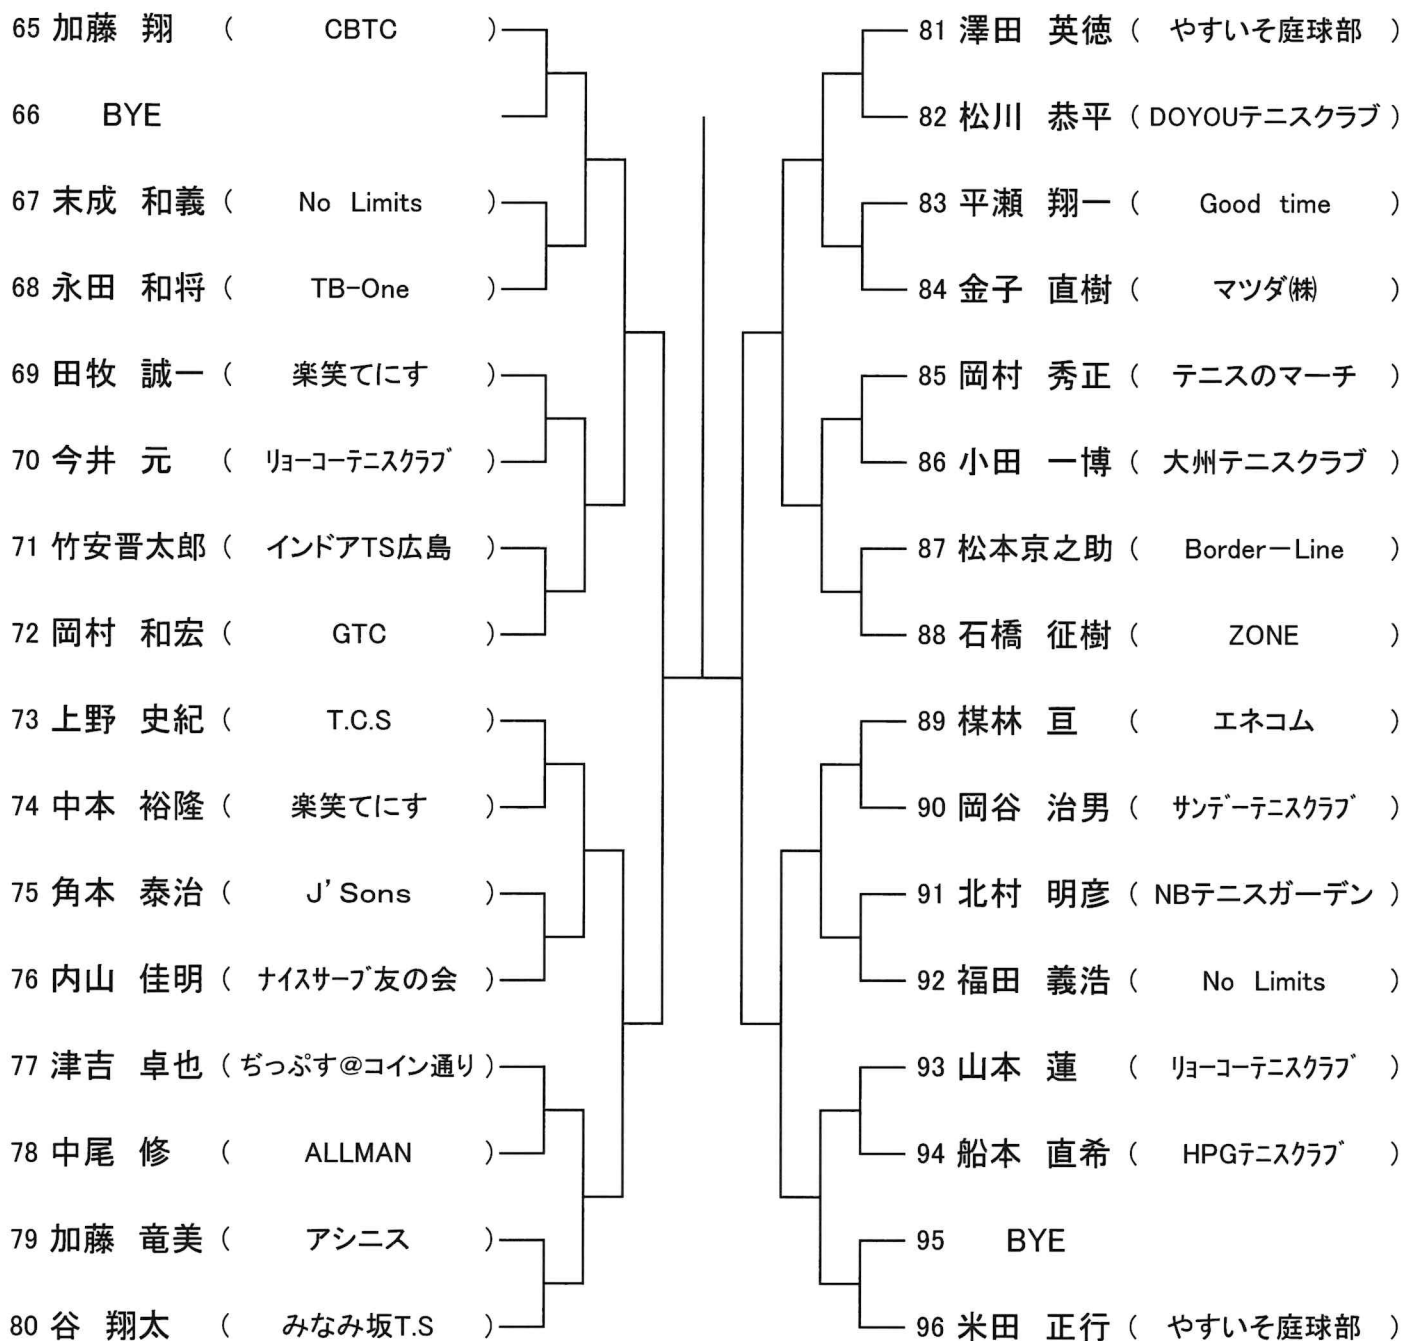 65 加藤 翔 ( CBTC )
66 BYE
67 末成 和義 ( No Limits )
68 永田 和将 ( TB-One )
69 田牧 誠一 ( 楽笑てにす )
70 今井 元 ( ﾘｮｰｺｰﾃﾆｽｸﾗﾌﾞ )
71 竹安晋太郎 ( インドアTS広島 )
72 岡村 和宏 ( GTC )
73 上野 史紀 ( T.C.S )
74 中本 裕隆 ( 楽笑てにす )
75 角本 泰治 ( J’Sons )
76 内山 佳明 ( ﾅｲｽｻｰﾌﾞ友の会 )
77 津吉 卓也 ( ぢっぷす@コイン通り )
78 中尾 修 ( ALLMAN )
79 加藤 竜美 ( アシニス )
80 谷 翔太 ( みなみ坂T.S )
81 澤田 英徳 ( やすいそ庭球部 )
82 松川 恭平 ( DOYOUテニスクラブ )
83 平瀬 翔一 ( Good time )
84 金子 直樹 ( マツダ㈱ )
85 岡村 秀正 ( テニスのマーチ )
86 小田 一博 ( 大州テニスクラブ )
87 松本京之助 ( Border－Line )
88 石橋 征樹 ( ZONE )
89 楳林 亘 ( エネコム )
90 岡谷 治男 ( ｻﾝﾃﾞｰﾃﾆｽｸﾗﾌﾞ )
91 北村 明彦 ( NBテニスガーデン )
92 福田 義浩 ( No Limits )
93 山本 蓮 ( ﾘｮｰｺｰﾃﾆｽｸﾗﾌﾞ )
94 船本 直希 ( HPGﾃﾆｽｸﾗﾌﾞ )
95 BYE
96 米田 正行 ( やすいそ庭球部 )